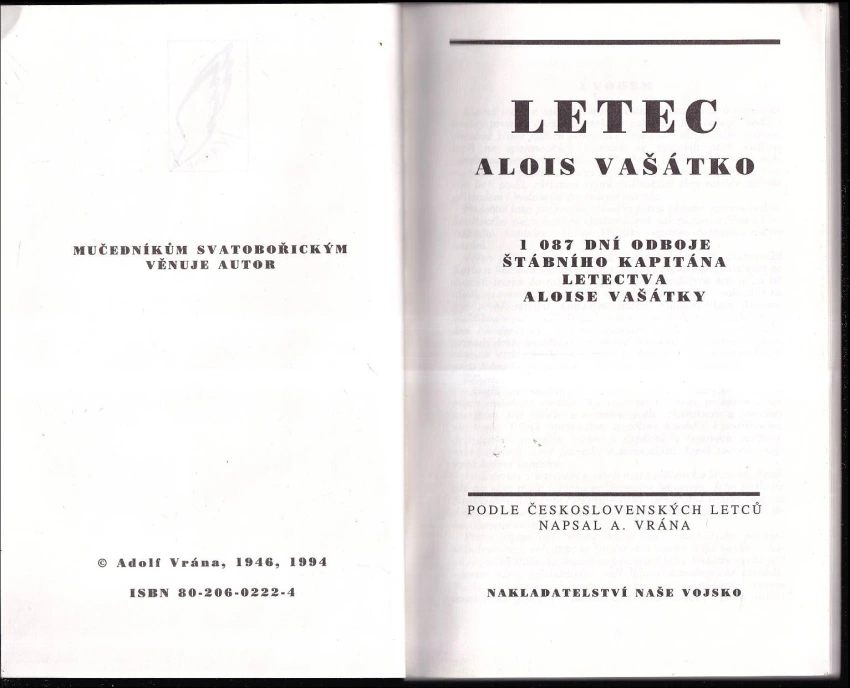 MUČEDNÍKŮM SVATOBOŘICKÝM
VĚNUJE AUTOR
© Adolf Vrána, 1946, 1994
ISBN 80-206-0222-4
LETEC
ALOIS VAŠÁTKO
1 087 DNÍ ODBOJE
ŠTÁBNÍHO KAPITÁNA
LETECTVA
ALOISE VAŠÁTKY
PODLE ČESKOSLOVENSKÝCH LETCŮ
NAPSAL A. VRÁNA
NAKLADATELSTVÍ NAŠE VOJSKO